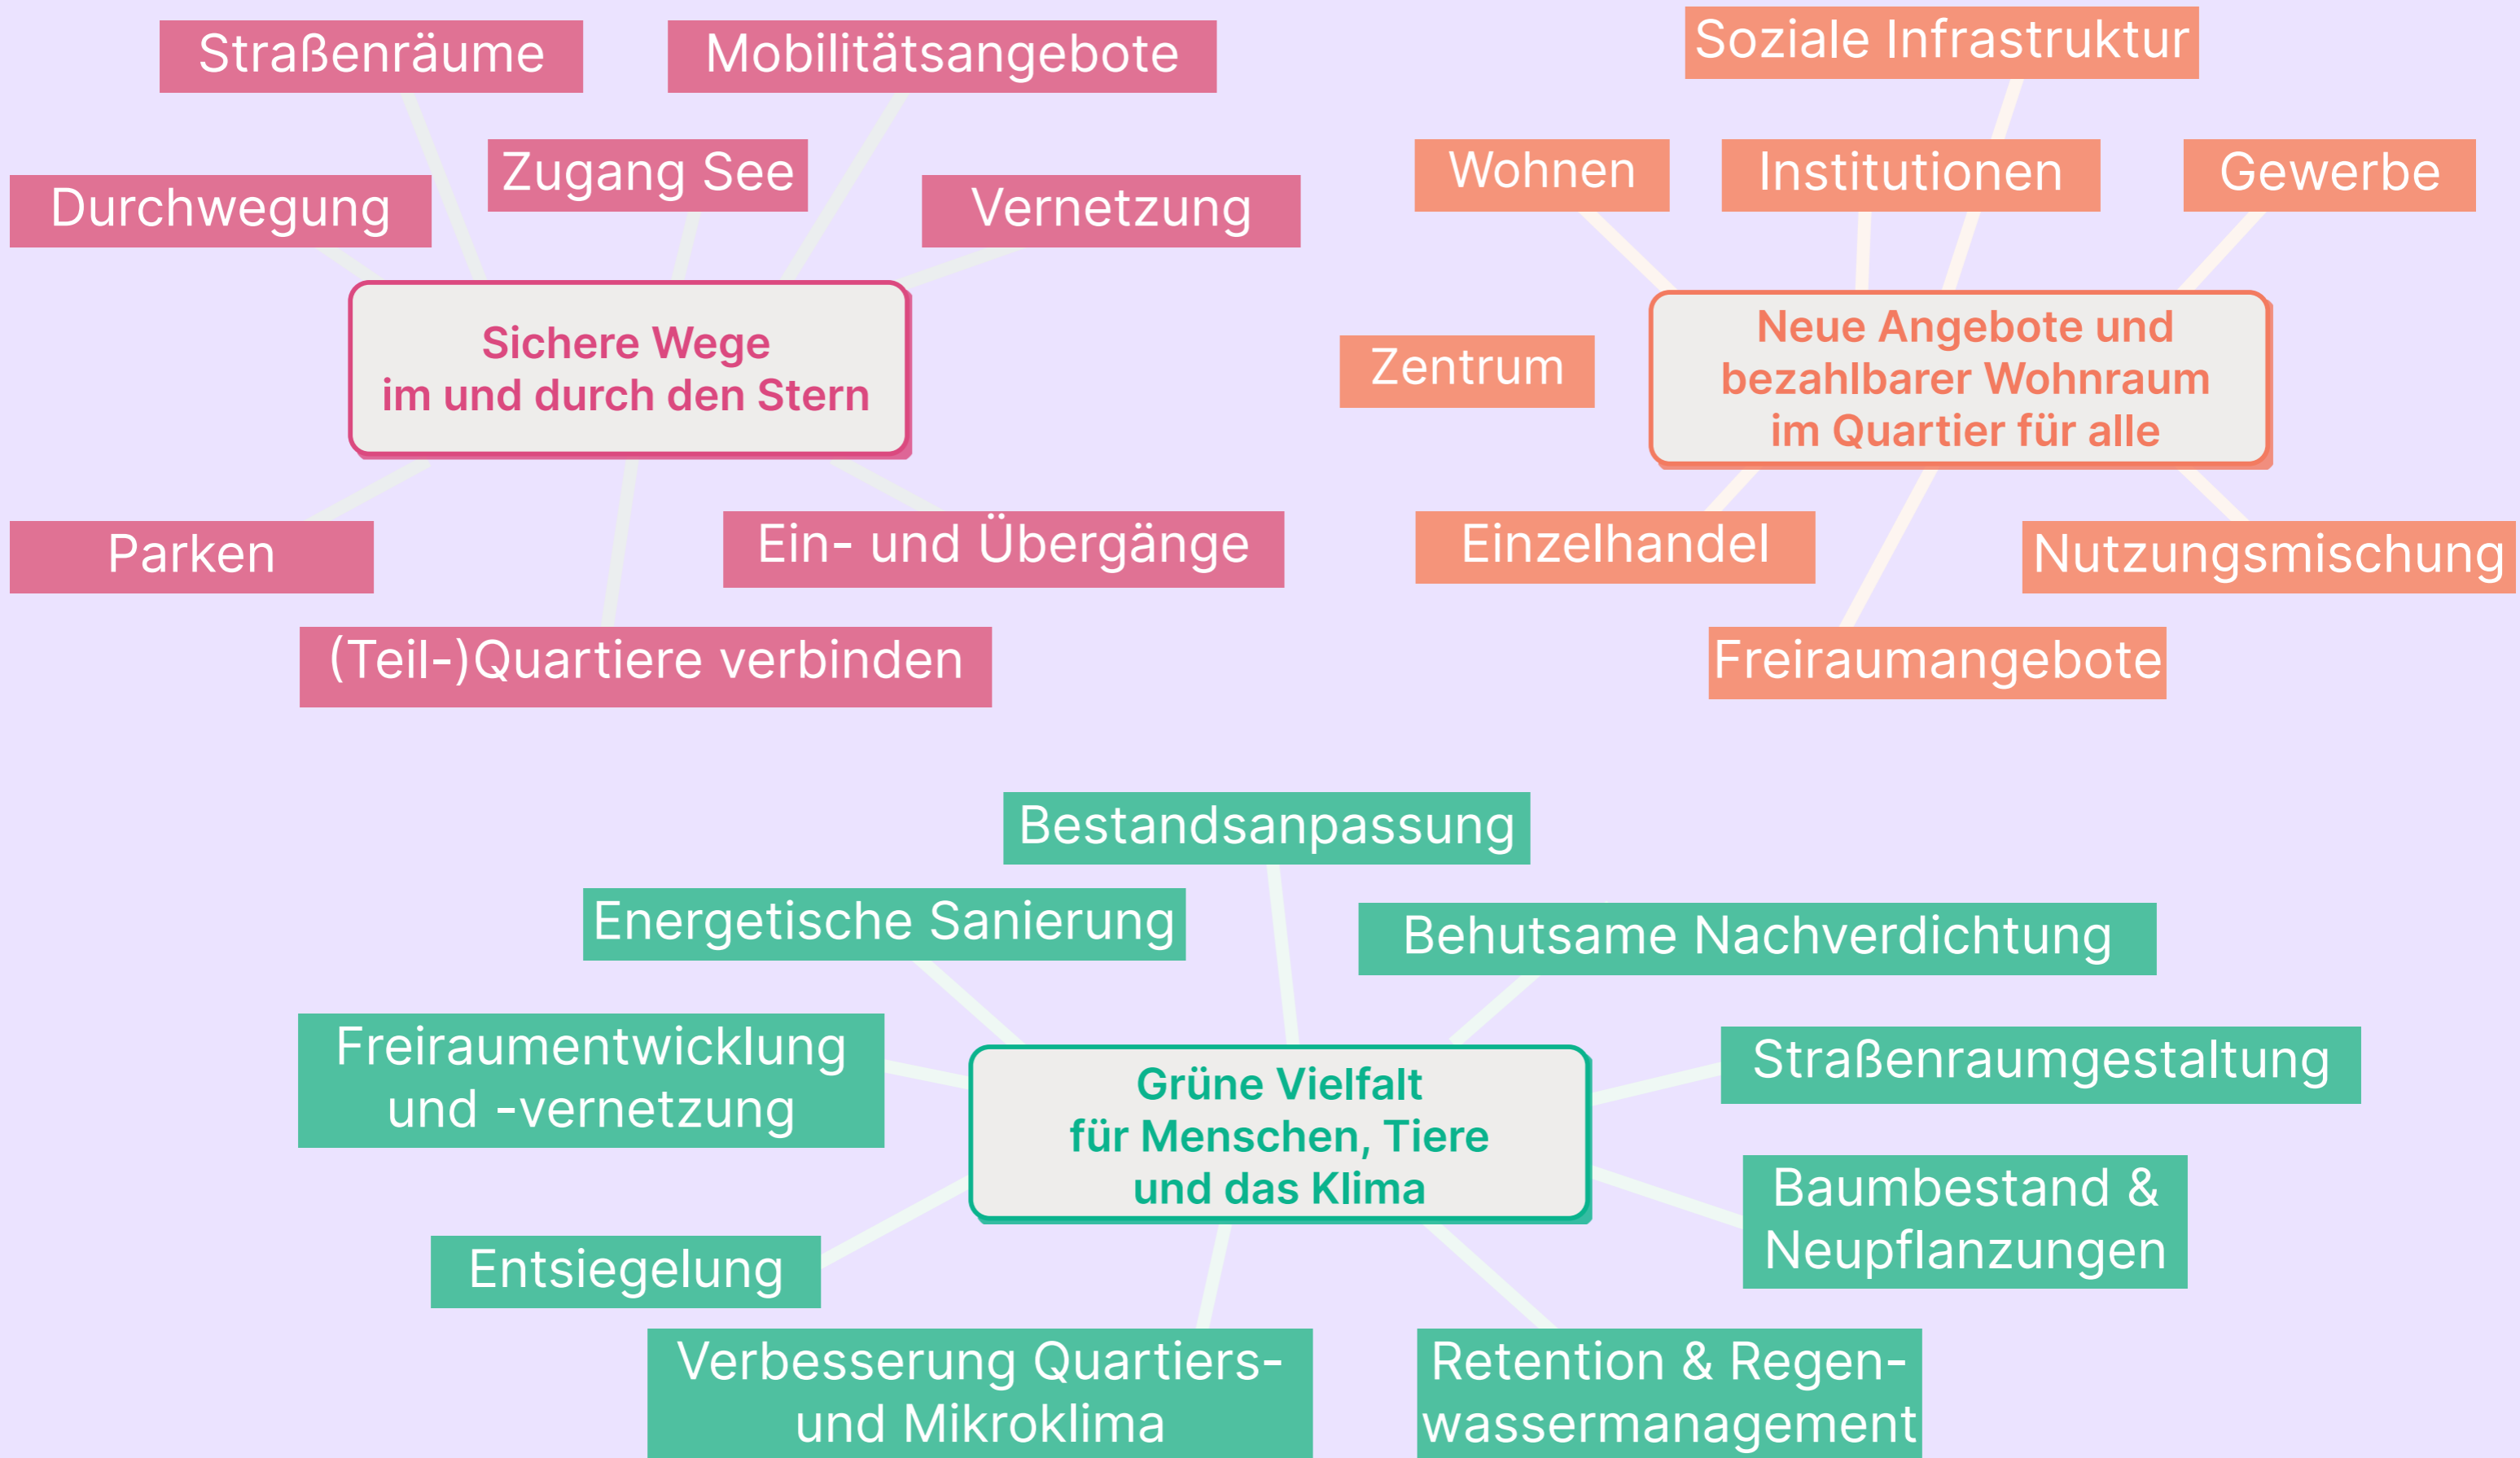 Straßenräume
Mobilitätsangebote
Zugang See
Durchwegung
Vernetzung
Sichere Wege
im und durch den Stern
Parken
Ein- und Übergänge
(Teil-)Quartiere verbinden
Soziale Infrastruktur
Wohnen
Institutionen
Gewerbe
Zentrum
Neue Angebote und
bezahlbarer Wohnraum
im Quartier für alle
Einzelhandel
Nutzungsmischung
Freiraumangebote
Bestandsanpassung
Energetische Sanierung
Behutsame Nachverdichtung
Freiraumentwicklung
und -vernetzung
Straßenraumgestaltung
Grüne Vielfalt
für Menschen, Tiere
und das Klima
Baumbestand &
Neupflanzungen
Entsiegelung
Verbesserung Quartiers-
und Mikroklima
Retention & Regen-
wassermanagement